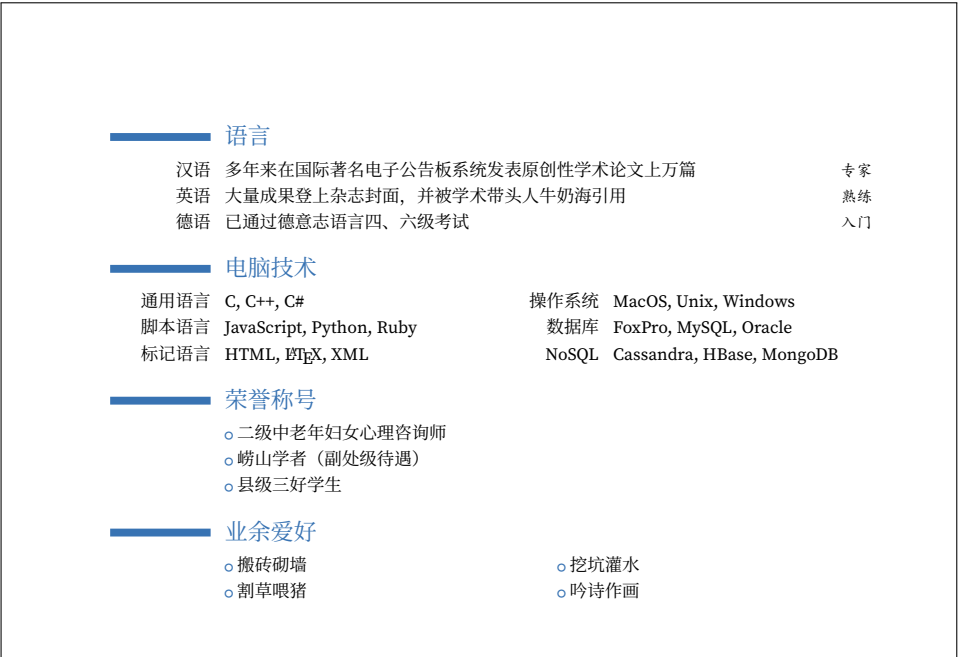 语言
汉语 多年来在国际著名电子公告板系统发表原创性学术论文上万篇 专家
英语 大量成果登上杂志封面，并被学术带头人牛奶海引用 熟练
德语 已通过德意志语言四、六级考试 入门
电脑技术
通用语言 C, C++, C# 操作系统 MacOS, Unix, Windows
脚本语言 JavaScript, Python, Ruby 数据库 FoxPro, MySQL, Oracle
标记语言 HTML, LATEX, XML NoSQL Cassandra, HBase, MongoDB
荣誉称号
二级中老年妇女心理咨询师
崂山学者（副处级待遇）
县级三好学生
业余爱好
搬砖砌墙 挖坑灌水
割草喂猪 吟诗作画